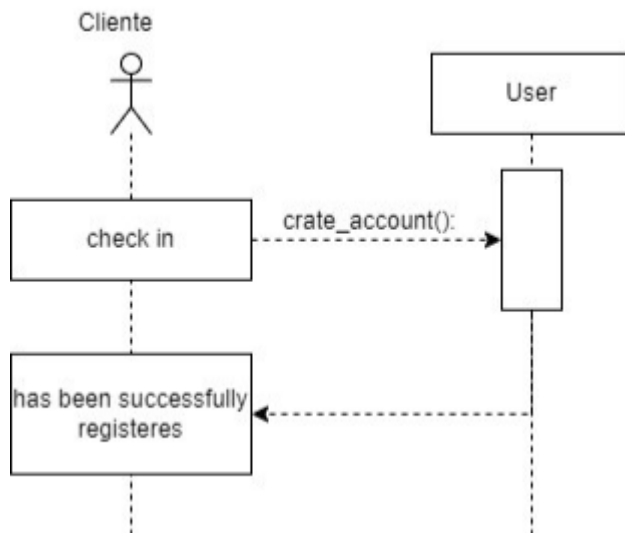 Cliente
User
check in
crate_account():
has been successfully
registeres